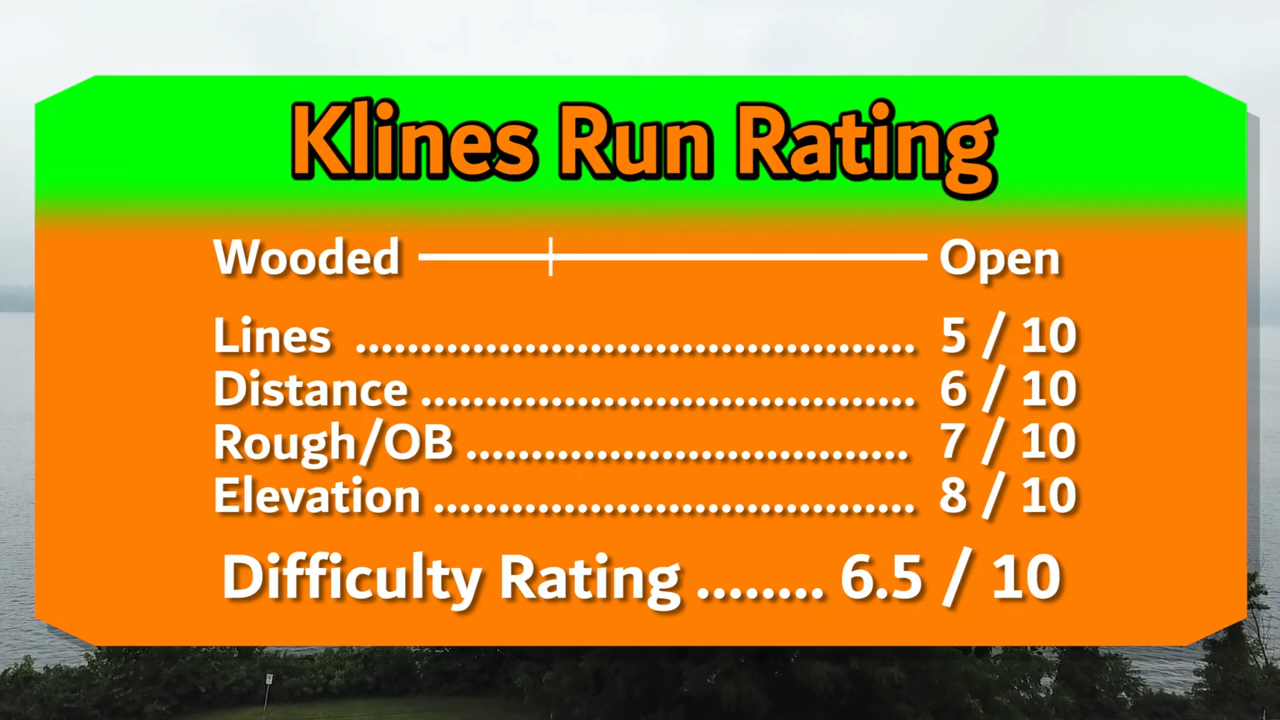 Klines Run Rating
Wooded Open
Lines ........................................... 5 / 10
Distance ...................................... 6 / 10
Rough/OB .................................. 7 / 10
Elevation ..................................... 8 / 10
Difficulty Rating ........ 6.5 / 10